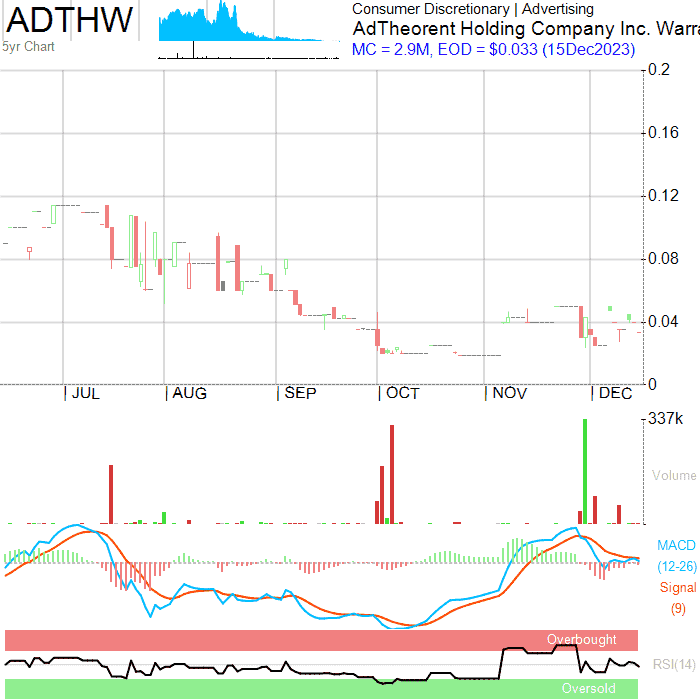 ADTHW
5yr Chart
Consumer Discretionary | Advertising
AdTheorent Holding Company Inc. Warra
MC = 2.9M, EOD = $0.033 (15Dec2023)
0.2
0.16
0.12
0.08
0.04
0
JUL AUG SEP OCT NOV DEC
337k
Volume
MACD
(12-26)
Signal
(9)
Overbought
RSI(14)
Oversold